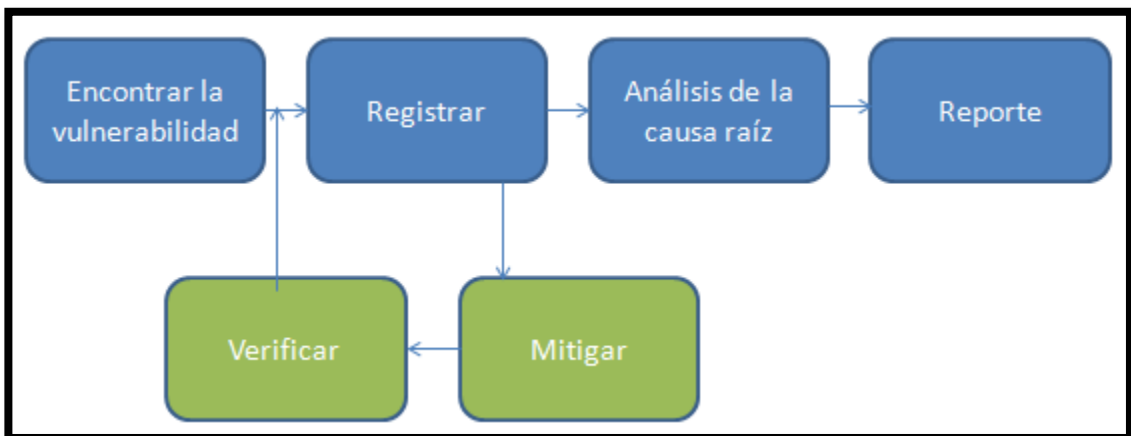 Encontrar la
vulnerabilidad
Registrar
Análisis de la
causa raíz
Reporte
Verificar
Mitigar